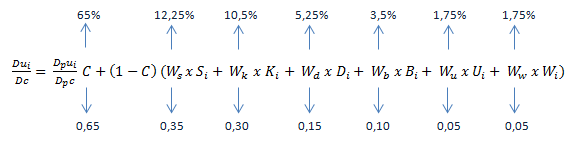 65% 12,25% 10,5% 5,25% 3,5% 1,75% 1,75%
Du_i/Dc = D_pu_i/D_pc C + (1 − C) (W_s x S_i + W_k x K_i + W_d x D_i + W_b x B_i + W_u x U_i + W_w x W_i)
0,65 0,35 0,30 0,15 0,10 0,05 0,05